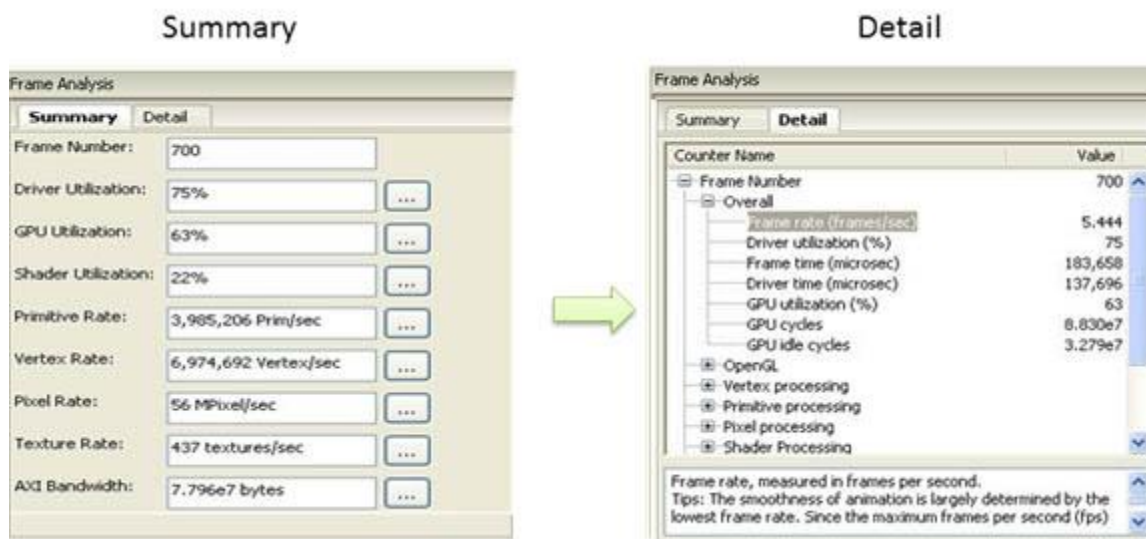 Summary
Frame Analysis
Summary Detail
Frame Number: 700
Driver Utilization: 75% ...
GPU Utilization: 63% ...
Shader Utilization: 22% ...
Primitive Rate: 3,985,206 Prim/sec ...
Vertex Rate: 6,974,692 Vertex/sec ...
Pixel Rate: 56 MPixel/sec ...
Texture Rate: 437 textures/sec ...
AXI Bandwidth: 7.796e7 bytes ...
Detail
Frame Analysis
Summary Detail
Counter Name Value
Frame Number 700
Overall
Frame rate (frames/sec) 5.444
Driver utilization (%) 75
Frame time (microsec) 183,658
Driver time (microsec) 137,696
GPU utilization (%) 63
GPU cycles 8.830e7
GPU idle cycles 3.279e7
OpenGL
Vertex processing
Primitive processing
Pixel processing
Shader Processing
Frame rate, measured in frames per second.
Tips: The smoothness of animation is largely determined by the
lowest frame rate. Since the maximum frames per second (fps)